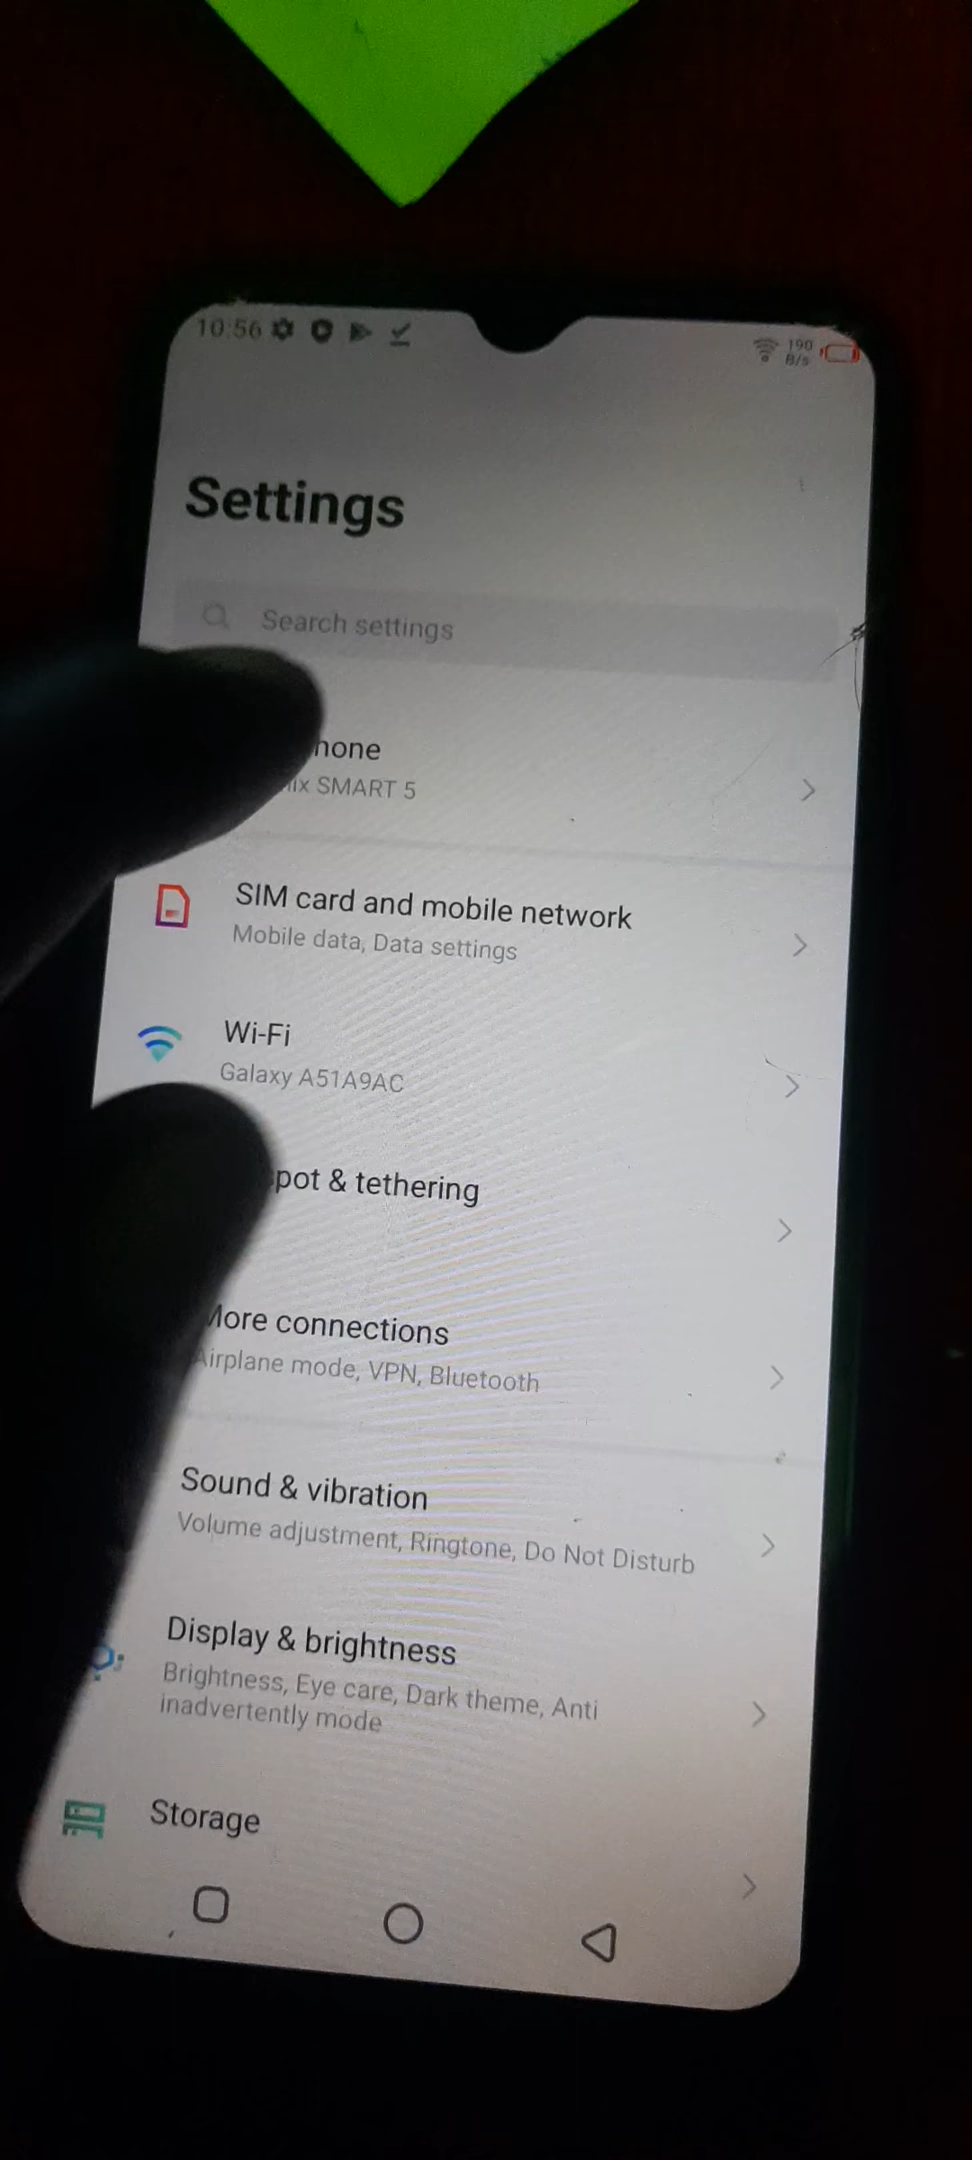 10:56
190
B/s
Settings
Search settings
hone
ix SMART 5
SIM card and mobile network
Mobile data, Data settings
Wi-Fi
Galaxy A51A9AC
pot & tethering
More connections
Airplane mode, VPN, Bluetooth
Sound & vibration
Volume adjustment, Ringtone, Do Not Disturb
Display & brightness
Brightness, Eye care, Dark theme, Anti
inadvertently mode
Storage